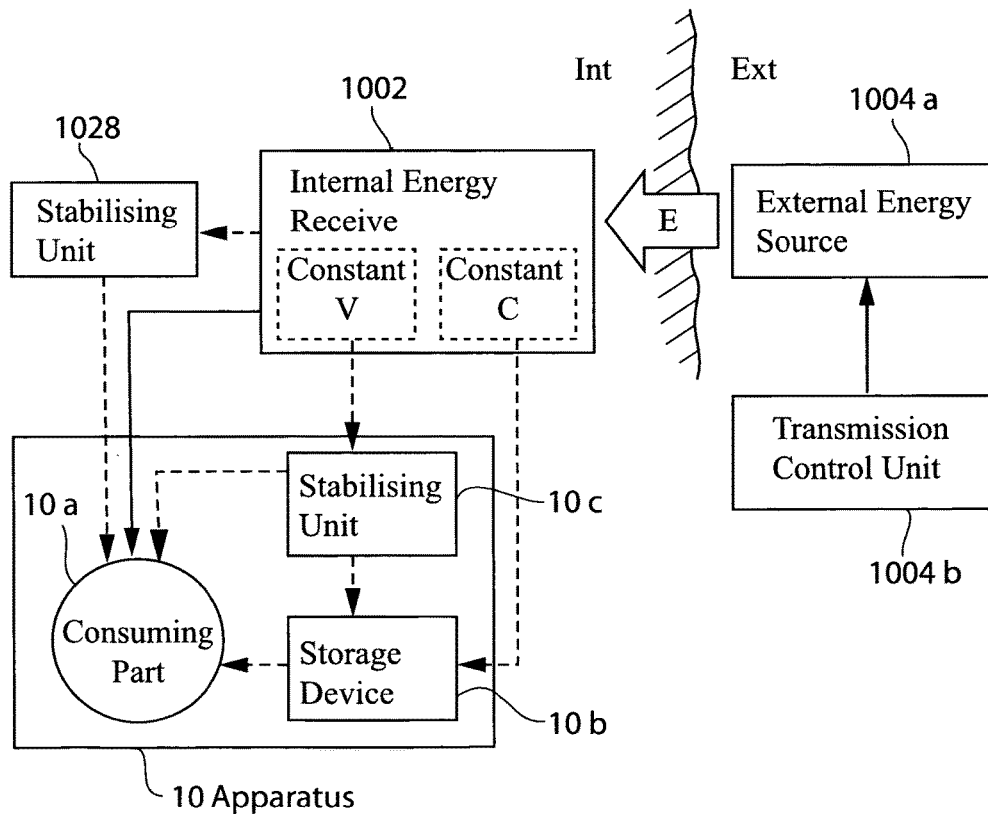 Int
Ext
1002
1004 a
1028
Internal Energy
Receive
Constant
V
Constant
C
E
External Energy
Source
Stabilising
Unit
Transmission
Control Unit
1004 b
10 a
Stabilising
Unit
10 c
Consuming
Part
Storage
Device
10 b
10 Apparatus